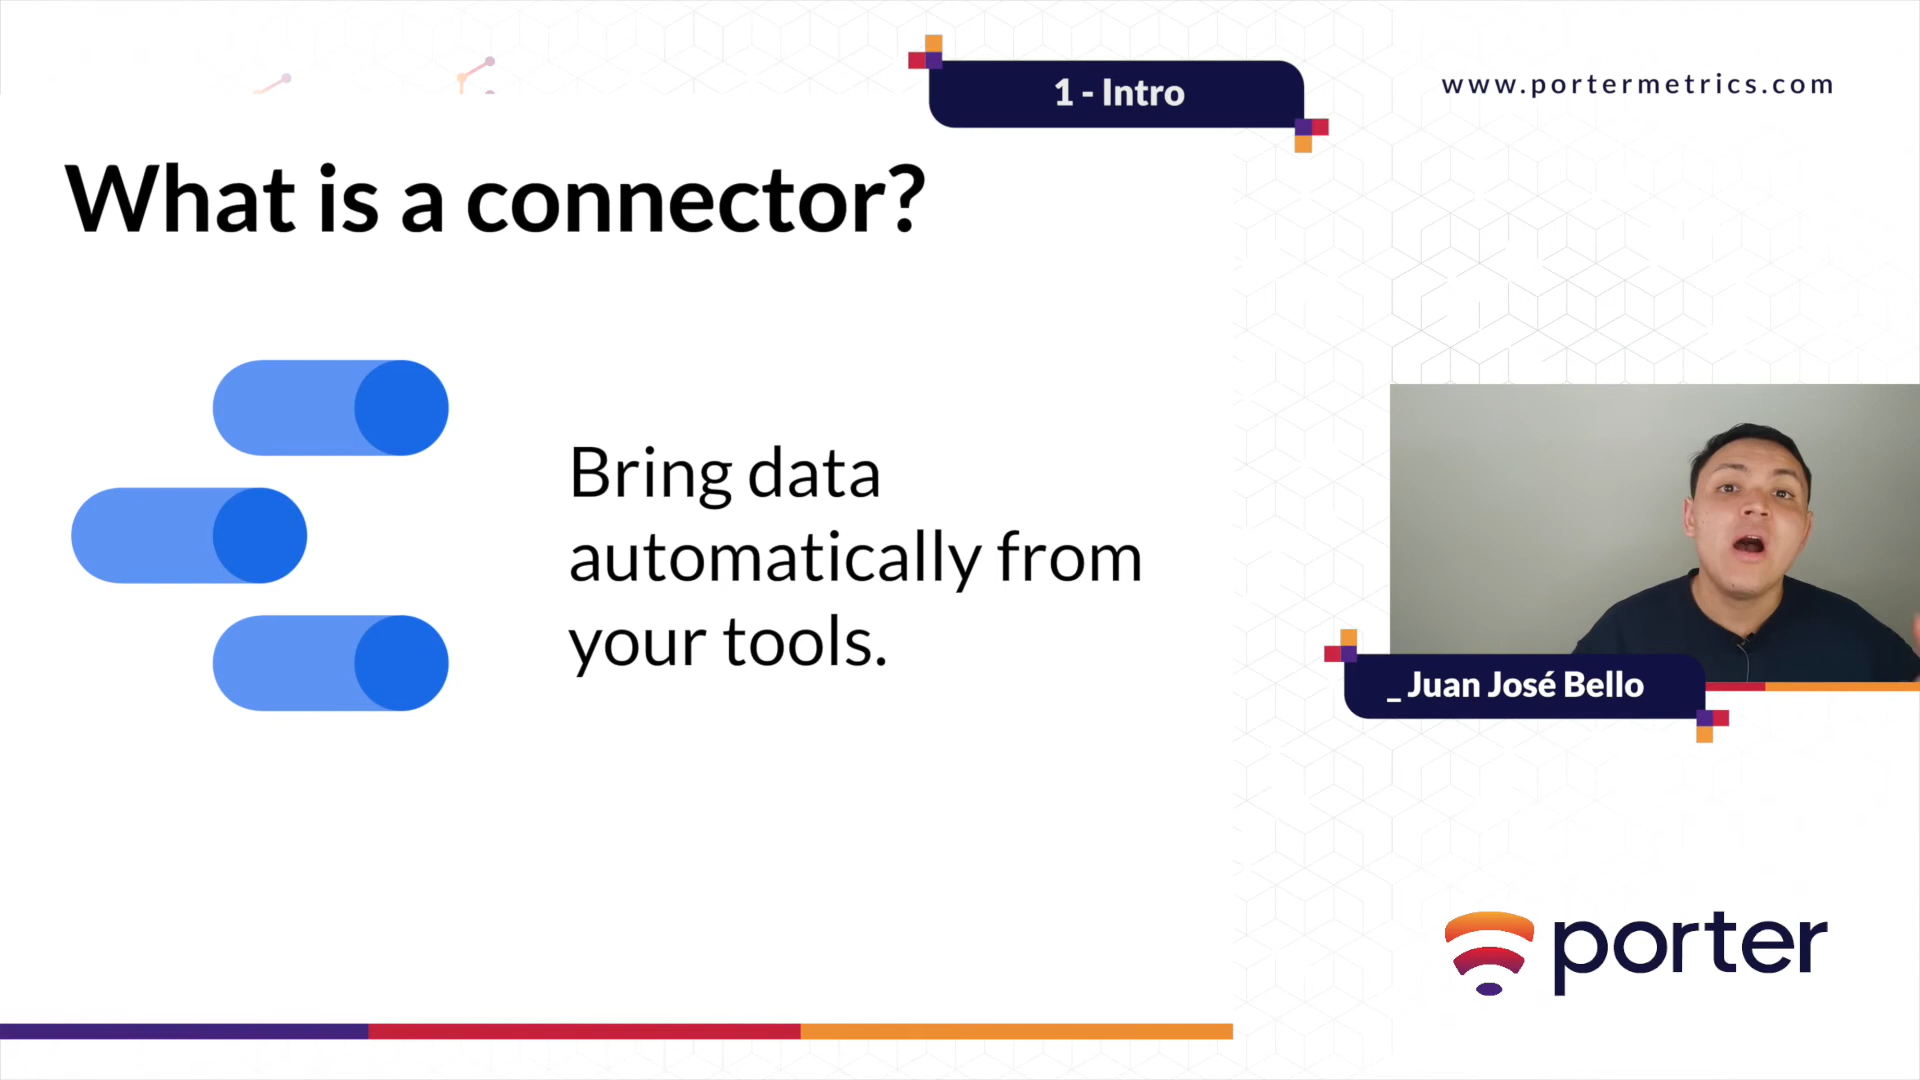 1 - Intro
www.portermetrics.com
What is a connector?
Bring data
automatically from
your tools.
_ Juan José Bello
porter